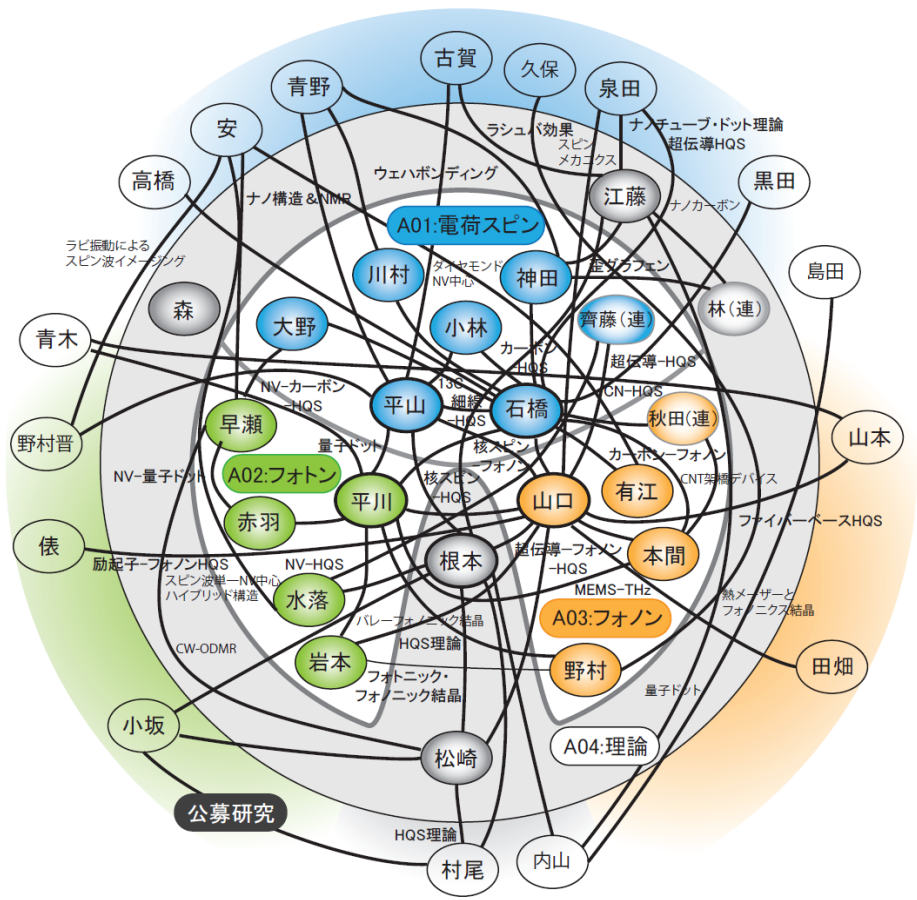 古賀
久保
青野
泉田
安
ラシュバ効果
ナノチューブ・ドット理論
スピン
メカニクス
超伝導HQS
高橋
ナノ構造&NMR
ウェハボンディング
江藤
ナノカーボン
黒田
A01:電荷スピン
ラビ振動による
スピン波イメージング
川村
ダイヤモンド
NV中心
神田
歪グラフェン
島田
森
大野
小林
齊藤(連)
林(連)
青木
カーボン
-HQS
超伝導-HQS
NV-カーボン
-HQS
平山
13C
細線
-HQS
石橋
CN-HQS
秋田(連)
野村晋
早瀬
量子ドット
核スピン
-フォノン
カーボン-フォノン
山本
NV-量子ドット
A02:フォトン
核スピン
-HQS
CNT架橋デバイス
平川
山口
有江
赤羽
ファイバーベースHQS
俵
励起子-フォノンHQS
スピン波単一NV中心
ハイブリッド構造
NV-HQS
根本
超伝導-フォノン
-HQS
本間
水落
MEMS-THz
熱メーザーと
フォノニクス結晶
バレーフォノニック結晶
A03:フォノン
CW-ODMR
HQS理論
岩本
フォトニック・
フォノニック結晶
野村
田畑
量子ドット
小坂
松崎
A04:理論
公募研究
HQS理論
村尾
内山